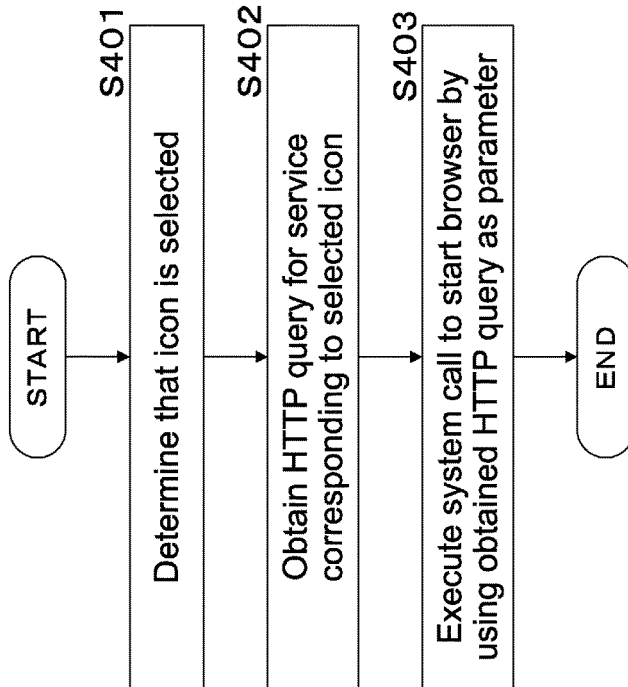 START
S401
Determine that icon is selected
S402
Obtain HTTP query for service
corresponding to selected icon
S403
Execute system call to start browser by
using obtained HTTP query as parameter
END